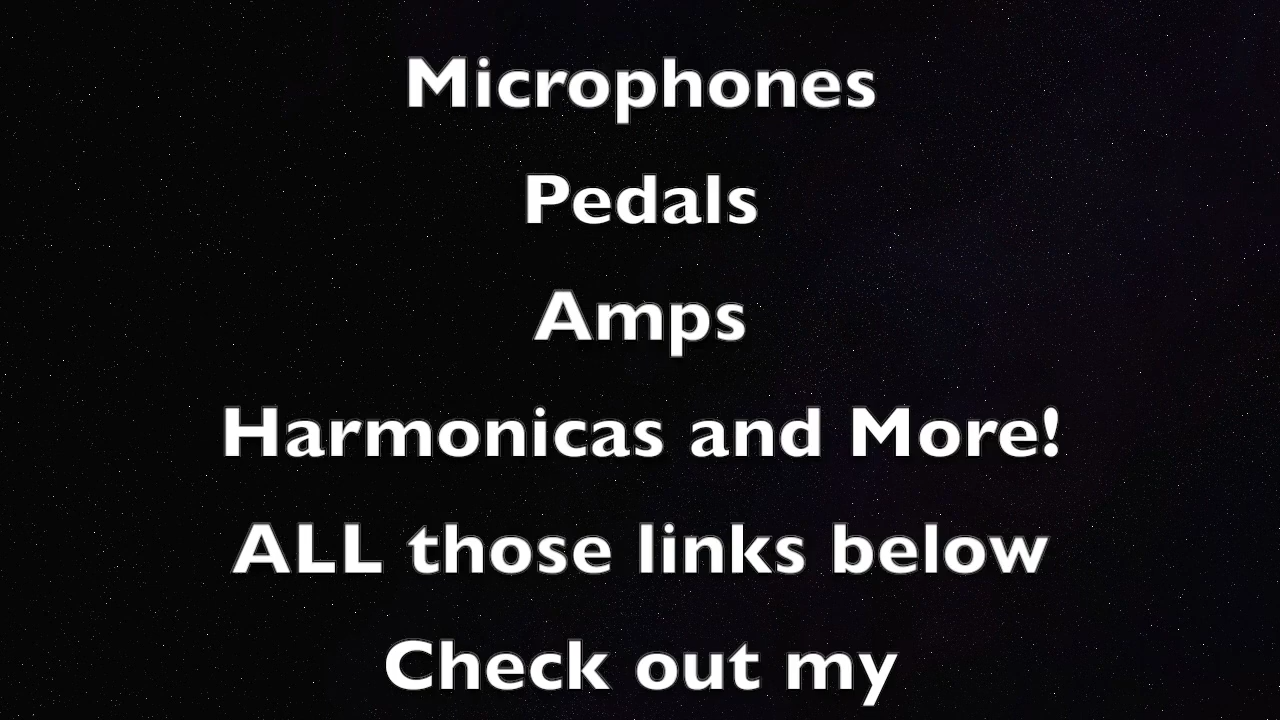 Microphones
Pedals
Amps
Harmonicas and More!
ALL those links below
Check out my